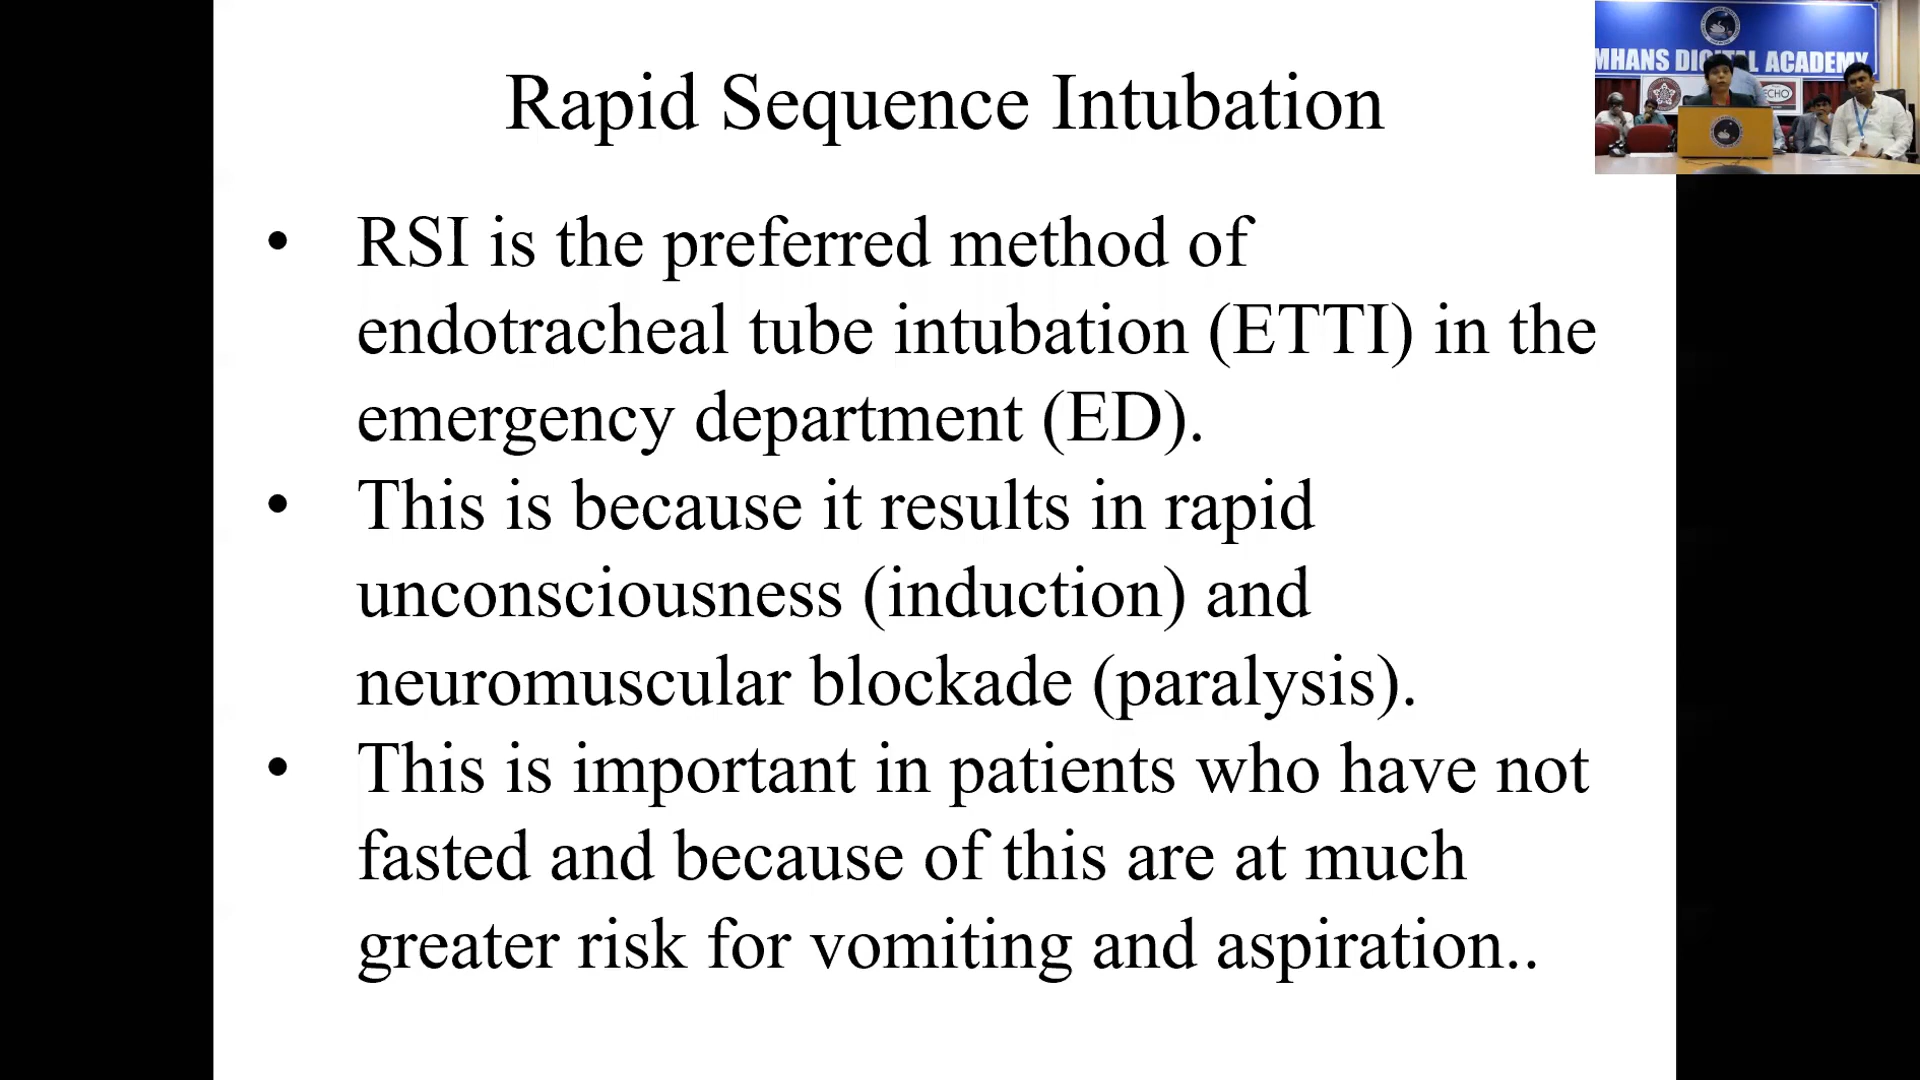 Rapid Sequence Intubation
MHANS DIGITAL ACADEMY
ECHO
• RSI is the preferred method of
endotracheal tube intubation (ETTI) in the
emergency department (ED).
• This is because it results in rapid
unconsciousness (induction) and
neuromuscular blockade (paralysis).
• This is important in patients who have not
fasted and because of this are at much
greater risk for vomiting and aspiration..